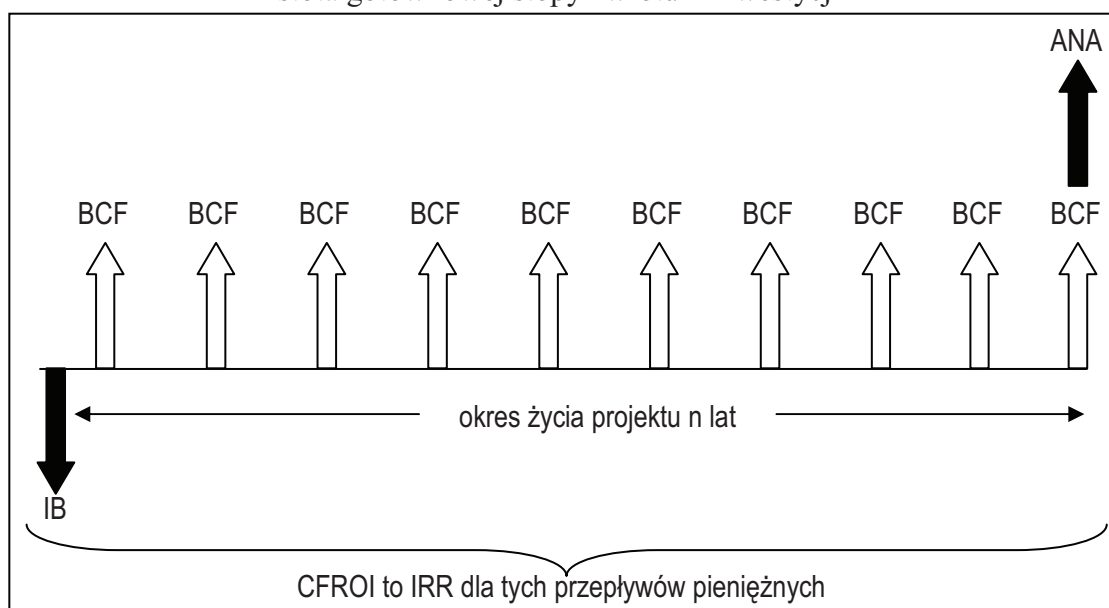 ANA
BCF BCF BCF BCF BCF BCF BCF BCF BCF BCF
okres życia projektu n lat
IB
CFROI to IRR dla tych przepływów pieniężnych